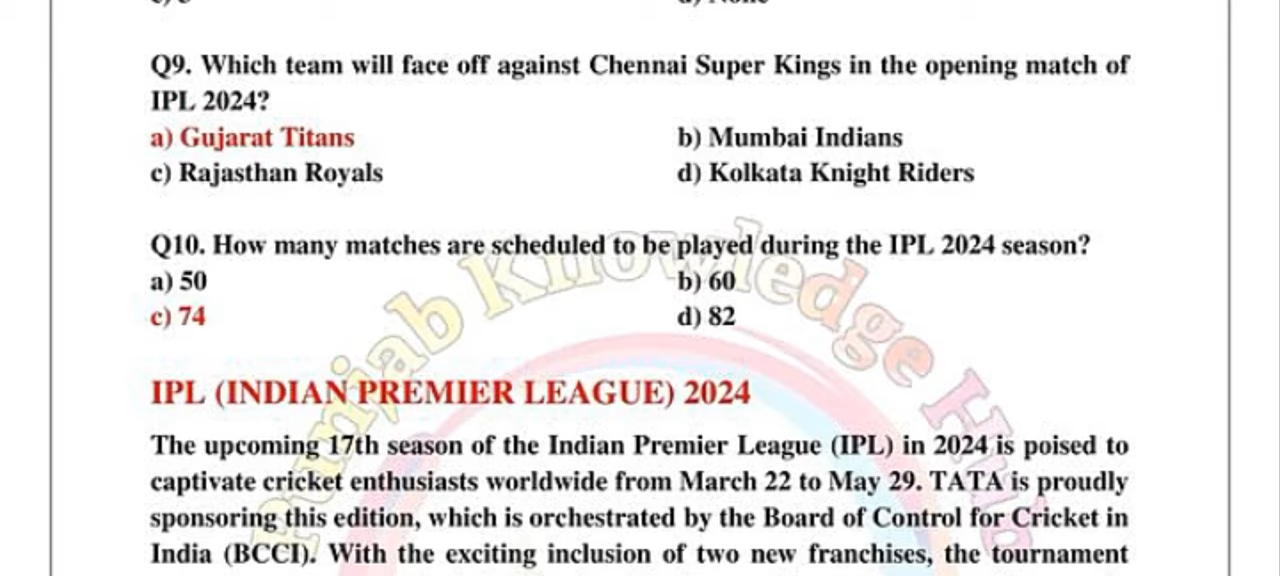 Q9. Which team will face off against Chennai Super Kings in the opening match of
IPL 2024?
a) Gujarat Titans b) Mumbai Indians
c) Rajasthan Royals d) Kolkata Knight Riders
Q10. How many matches are scheduled to be played during the IPL 2024 season?
a) 50 b) 60
c) 74 d) 82
Punjab Knowledge Hub
IPL (INDIAN PREMIER LEAGUE) 2024
The upcoming 17th season of the Indian Premier League (IPL) in 2024 is poised to
captivate cricket enthusiasts worldwide from March 22 to May 29. TATA is proudly
sponsoring this edition, which is orchestrated by the Board of Control for Cricket in
India (BCCI). With the exciting inclusion of two new franchises, the tournament